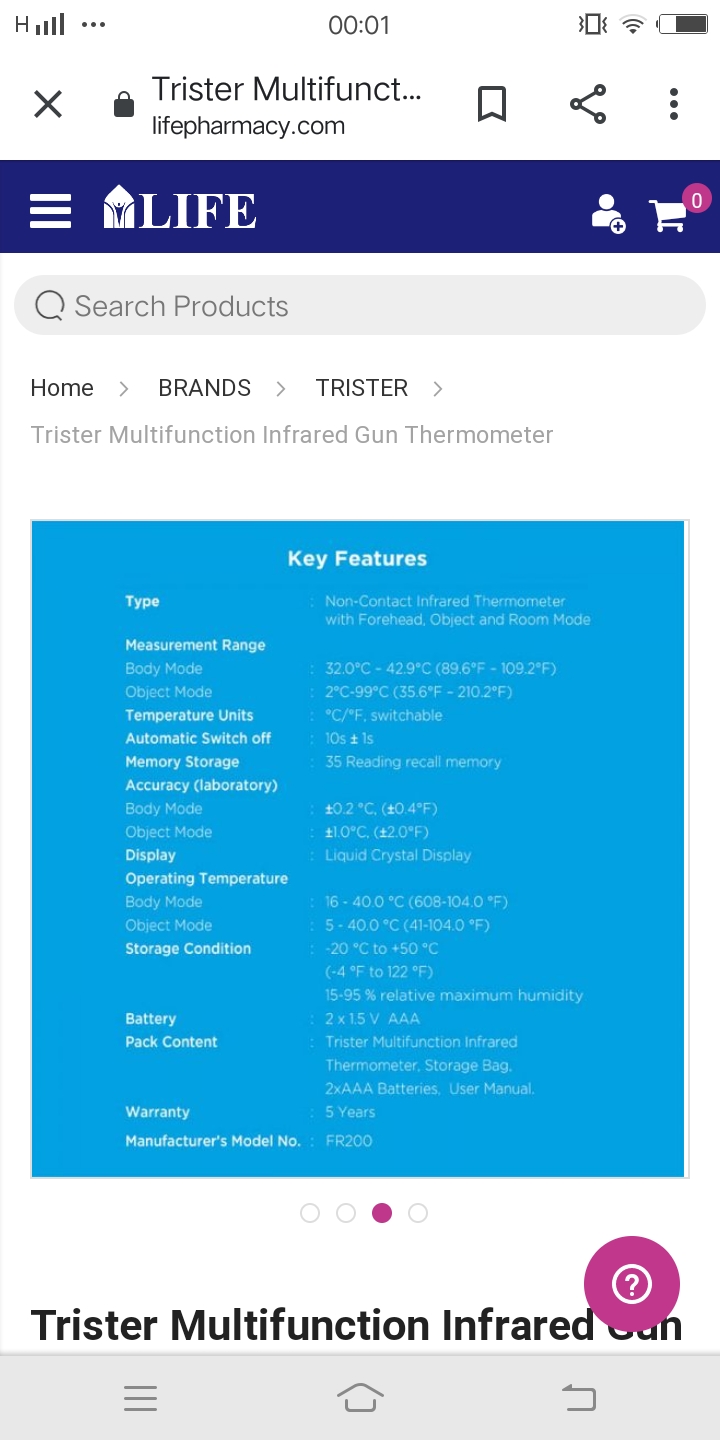 H 00:01
Trister Multifunct...
lifepharmacy.com
LIFE 0
Search Products
Home > BRANDS > TRISTER >
Trister Multifunction Infrared Gun Thermometer
Key Features
Type : Non-Contact Infrared Thermometer
with Forehead, Object and Room Mode
Measurement Range
Body Mode : 32.0°C - 42.9°C (89.6°F - 109.2°F)
Object Mode : 2°C-99°C (35.6°F - 210.2°F)
Temperature Units : °C/°F, switchable
Automatic Switch off : 10s ± 1s
Memory Storage : 35 Reading recall memory
Accuracy (laboratory)
Body Mode : ±0.2 °C, (±0.4°F)
Object Mode : ±1.0°C, (±2.0°F)
Display : Liquid Crystal Display
Operating Temperature
Body Mode : 16 - 40.0 °C (608-104.0 °F)
Object Mode : 5 - 40.0 °C (41-104.0 °F)
Storage Condition : -20 °C to +50 °C
(-4 °F to 122 °F)
15-95 % relative maximum humidity
Battery : 2 x 1.5 V AAA
Pack Content : Trister Multifunction Infrared
Thermometer, Storage Bag,
2xAAA Batteries, User Manual.
Warranty : 5 Years
Manufacturer's Model No. : FR200
?
Trister Multifunction Infrared Gun